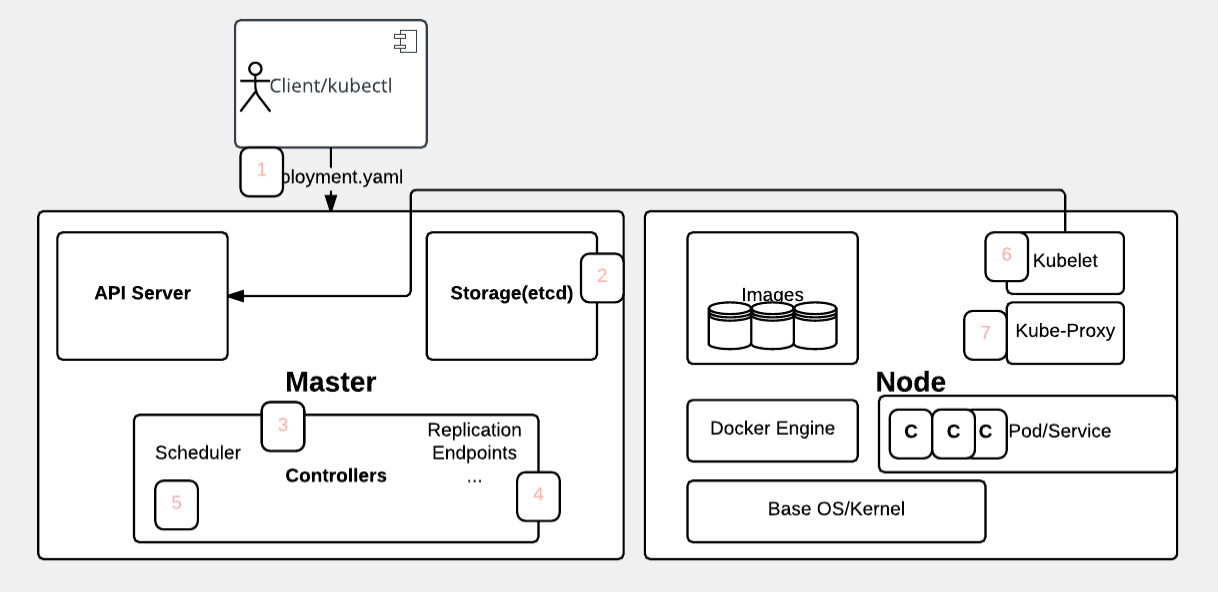 Client/kubectl
1
ployment.yaml
API Server
Storage(etcd)
2
Master
3
Scheduler
Replication
Endpoints
...
Controllers
5
4
Images
6
Kubelet
7
Kube-Proxy
Node
Docker Engine
C
C
C
Pod/Service
Base OS/Kernel